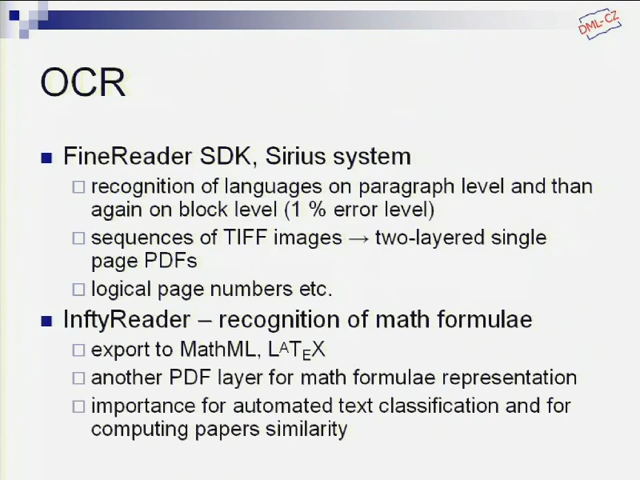 DML-CZ
OCR
FineReader SDK, Sirius system
recognition of languages on paragraph level and than
again on block level (1 % error level)
sequences of TIFF images → two-layered single
page PDFs
logical page numbers etc.
InftyReader – recognition of math formulae
export to MathML, LATEX
another PDF layer for math formulae representation
importance for automated text classification and for
computing papers similarity